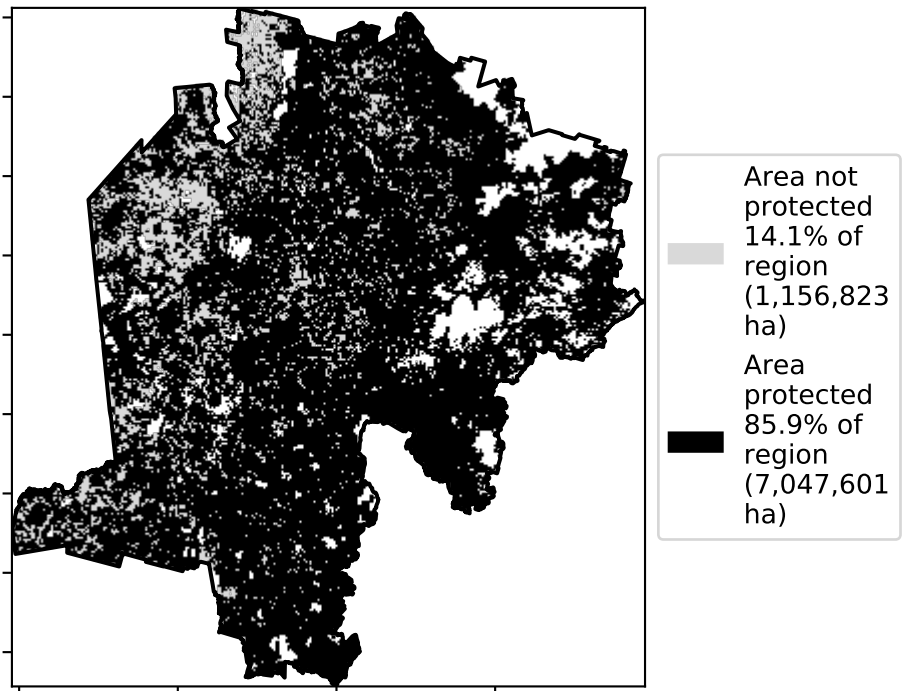 Area not
protected
14.1% of
region
(1,156,823
ha)
Area
protected
85.9% of
region
(7,047,601
ha)